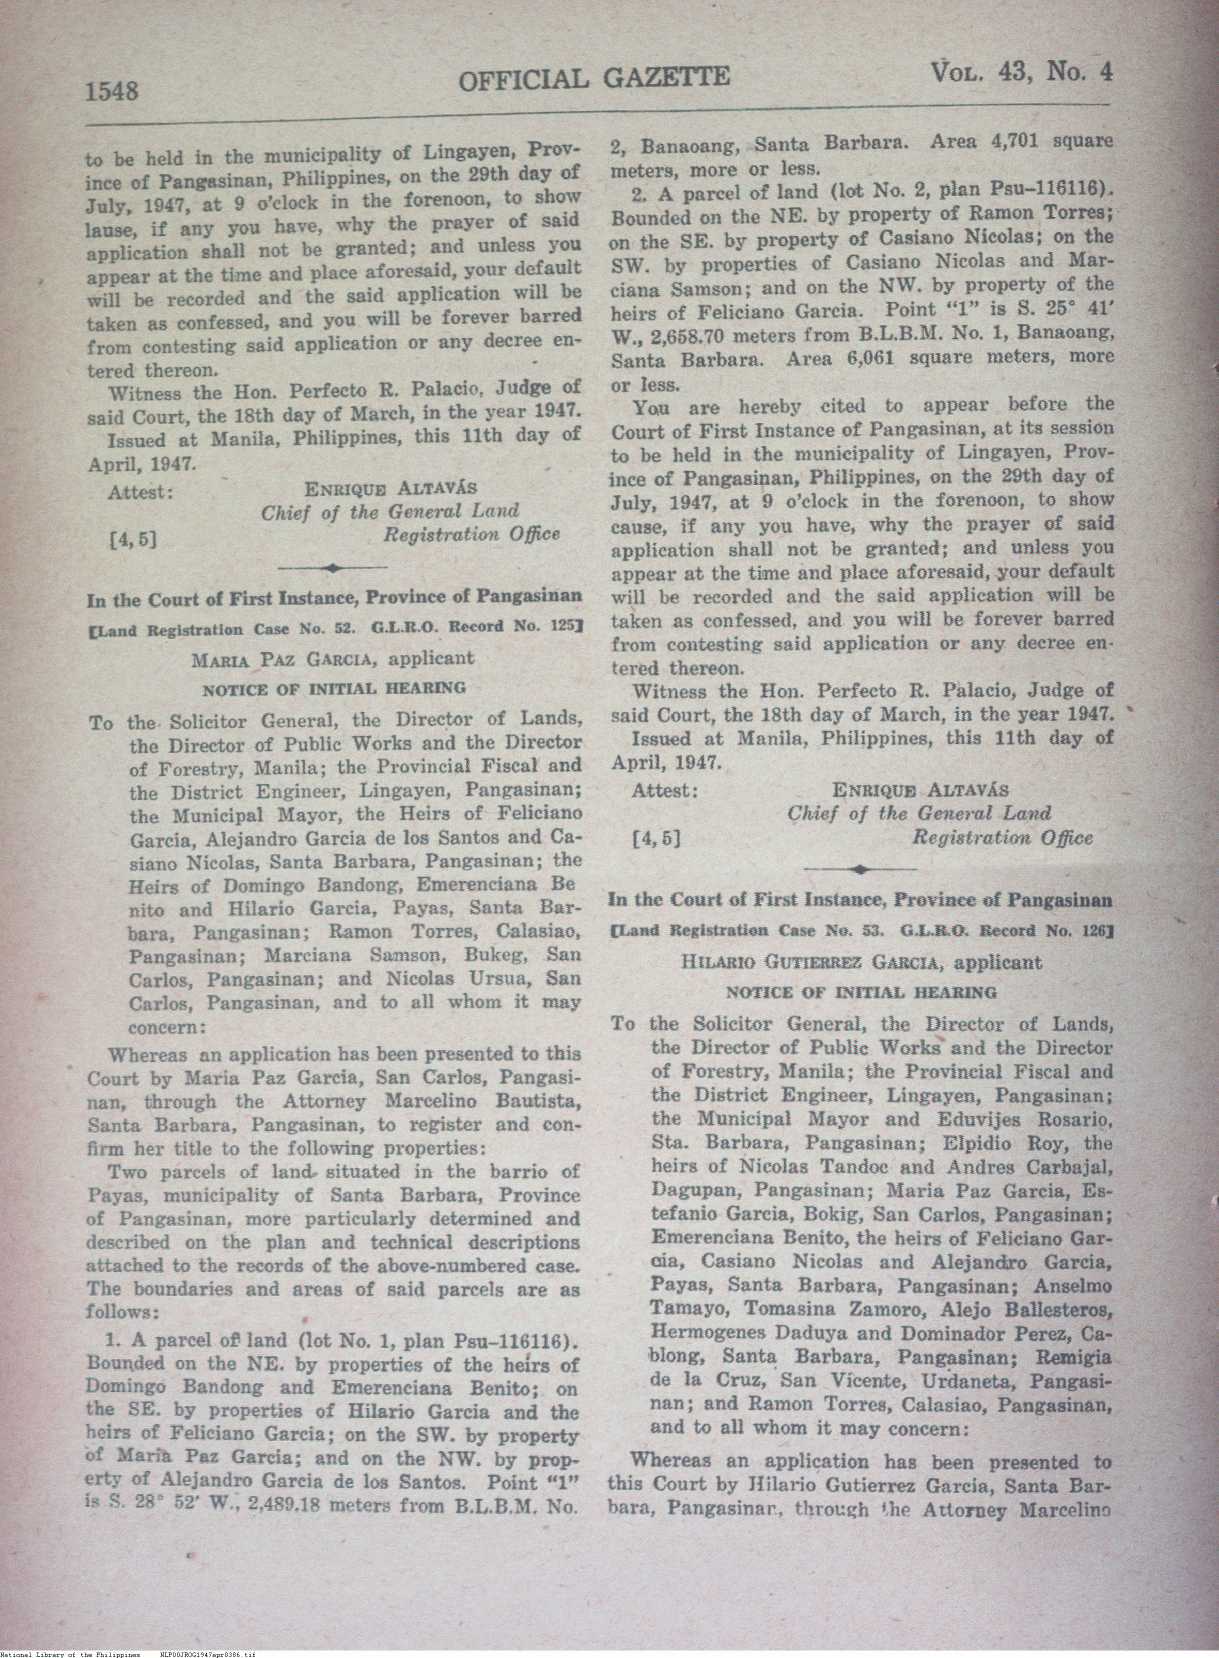 1548
OFFICIAL GAZETTE
VOL. 43, No. 4
to be held in the municipality of Lingayen, Prov-
ince of Pangasinan, Philippines, on the 29th day of
July, 1947, at 9 o'clock in the forenoon, to show
lause, if any you have, why the prayer of said
application shall not be granted; and unless you
appear at the time and place aforesaid, your default
will be recorded and the said application will be
taken as confessed, and you will be forever barred
from contesting said application or any decree en-
tered thereon.
Witness the Hon. Perfecto R. Palacio, Judge of
said Court, the 18th day of March, in the year 1947.
Issued at Manila, Philippines, this 11th day of
April, 1947.
Attest: ENRIQUE ALTAVÁS
Chief of the General Land
[4, 5] Registration Office
In the Court of First Instance, Province of Pangasinan
[Land Registration Case No. 52. G.L.R.O. Record No. 125]
MARIA PAZ GARCIA, applicant
NOTICE OF INITIAL HEARING
To the Solicitor General, the Director of Lands,
the Director of Public Works and the Director
of Forestry, Manila; the Provincial Fiscal and
the District Engineer, Lingayen, Pangasinan;
the Municipal Mayor, the Heirs of Feliciano
Garcia, Alejandro Garcia de los Santos and Ca-
siano Nicolas, Santa Barbara, Pangasinan; the
Heirs of Domingo Bandong, Emerenciana Be
nito and Hilario Garcia, Payas, Santa Bar-
bara, Pangasinan; Ramon Torres, Calasiao,
Pangasinan; Marciana Samson, Bukeg, San
Carlos, Pangasinan; and Nicolas Ursua, San
Carlos, Pangasinan, and to all whom it may
concern:
Whereas an application has been presented to this
Court by Maria Paz Garcia, San Carlos, Pangasi-
nan, through the Attorney Marcelino Bautista,
Santa Barbara, Pangasinan, to register and con-
firm her title to the following properties:
Two parcels of land situated in the barrio of
Payas, municipality of Santa Barbara, Province
of Pangasinan, more particularly determined and
described on the plan and technical descriptions
attached to the records of the above-numbered case.
The boundaries and areas of said parcels are as
follows:
1. A parcel of land (lot No. 1, plan Psu–116116).
Bounded on the NE. by properties of the heirs of
Domingo Bandong and Emerenciana Benito; on
the SE. by properties of Hilario Garcia and the
heirs of Feliciano Garcia; on the SW. by property
of Maria Paz Garcia; and on the NW. by prop-
erty of Alejandro Garcia de los Santos. Point "1"
is S. 28° 52' W., 2,489.18 meters from B.L.B.M. No.
2, Banaoang, Santa Barbara. Area 4,701 square
meters, more or less.
2. A parcel of land (lot No. 2, plan Psu–116116).
Bounded on the NE. by property of Ramon Torres;
on the SE. by property of Casiano Nicolas; on the
SW. by properties of Casiano Nicolas and Mar-
ciana Samson; and on the NW. by property of the
heirs of Feliciano Garcia. Point "1" is S. 25° 41'
W., 2,658.70 meters from B.L.B.M. No. 1, Banaoang,
Santa Barbara. Area 6,061 square meters, more
or less.
You are hereby cited to appear before the
Court of First Instance of Pangasinan, at its session
to be held in the municipality of Lingayen, Prov-
ince of Pangasinan, Philippines, on the 29th day of
July, 1947, at 9 o'clock in the forenoon, to show
cause, if any you have, why the prayer of said
application shall not be granted; and unless you
appear at the time and place aforesaid, your default
will be recorded and the said application will be
taken as confessed, and you will be forever barred
from contesting said application or any decree en-
tered thereon.
Witness the Hon. Perfecto R. Palacio, Judge of
said Court, the 18th day of March, in the year 1947.
Issued at Manila, Philippines, this 11th day of
April, 1947.
Attest: ENRIQUE ALTAVÁS
Chief of the General Land
[4, 5] Registration Office
In the Court of First Instance, Province of Pangasinan
[Land Registration Case No. 53. G.L.R.O. Record No. 126]
HILARIO GUTIERREZ GARCIA, applicant
NOTICE OF INITIAL HEARING
To the Solicitor General, the Director of Lands,
the Director of Public Works and the Director
of Forestry, Manila; the Provincial Fiscal and
the District Engineer, Lingayen, Pangasinan;
the Municipal Mayor and Eduvijes Rosario,
Sta. Barbara, Pangasinan; Elpidio Roy, the
heirs of Nicolas Tandoc and Andres Carbajal,
Dagupan, Pangasinan; Maria Paz Garcia, Es-
tefanio Garcia, Bokig, San Carlos, Pangasinan;
Emerenciana Benito, the heirs of Feliciano Gar-
cia, Casiano Nicolas and Alejandro Garcia,
Payas, Santa Barbara, Pangasinan; Anselmo
Tamayo, Tomasina Zamoro, Alejo Ballesteros,
Hermogenes Daduya and Dominador Perez, Ca-
blong, Santa Barbara, Pangasinan; Remigia
de la Cruz, San Vicente, Urdaneta, Pangasi-
nan; and Ramon Torres, Calasiao, Pangasinan,
and to all whom it may concern:
Whereas an application has been presented to
this Court by Hilario Gutierrez Garcia, Santa Bar-
bara, Pangasinan, through the Attorney Marcelino
National Library of the Philippines NLP00JROG1947apr0386.tif